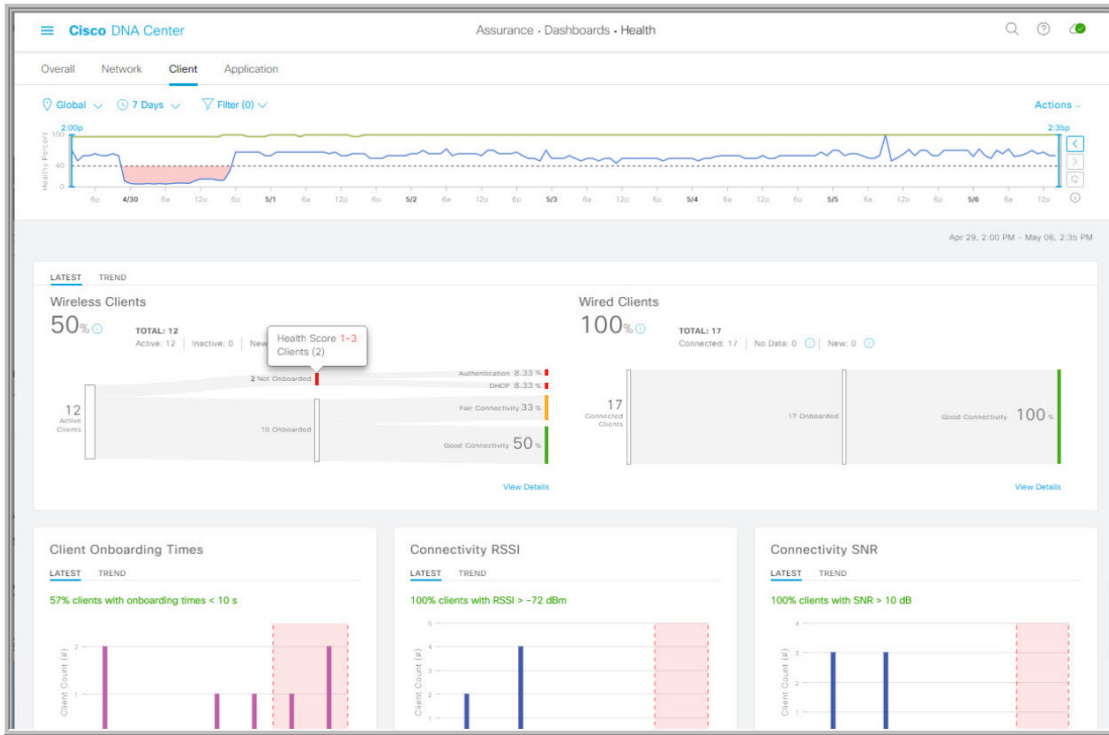 Cisco DNA Center
Assurance • Dashboards • Health
Overall Network Client Application
Global 7 Days Filter (0) Actions
2:00p 2:35p
Healthy Percent
100
40
0
6p 4/30 6a 12p 6p 5/1 6a 12p 6p 5/2 6a 12p 6p 5/3 6a 12p 6p 5/4 6a 12p 6p 5/5 6a 12p 6p 5/6 6a 12p
Apr 29, 2:00 PM - May 06, 2:35 PM
LATEST TREND
Wireless Clients
50%
TOTAL: 12
Active: 12 | Inactive: 0 | New
Health Score 1-3
Clients (2)
2 Not Onboarded
Authentication 8.33 %
DHCP 8.33 %
12
Active
Clients
Fair Connectivity 33 %
10 Onboarded
Good Connectivity 50 %
View Details
Wired Clients
100%
TOTAL: 17
Connected: 17 | No Data: 0 | New: 0
17
Connected
Clients
17 Onboarded
Good Connectivity 100 %
View Details
Client Onboarding Times
LATEST TREND
57% clients with onboarding times < 10 s
Client Count (#)
2
1
Connectivity RSSI
LATEST TREND
100% clients with RSSI > -72 dBm
Client Count (#)
5
4
3
2
1
Connectivity SNR
LATEST TREND
100% clients with SNR > 10 dB
Client Count (#)
4
3
2
1